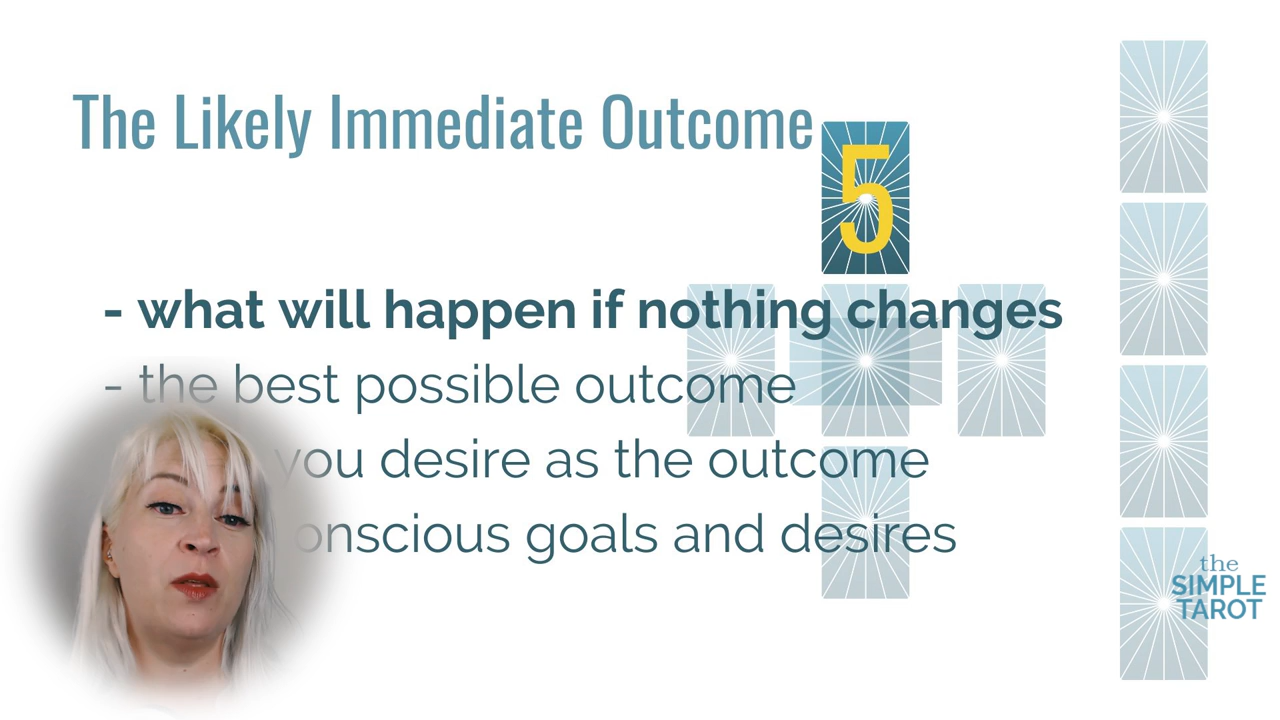 The Likely Immediate Outcome
5
- what will happen if nothing changes
- the best possible outcome
you desire as the outcome
onscious goals and desires
the
SIMPLE
TAROT